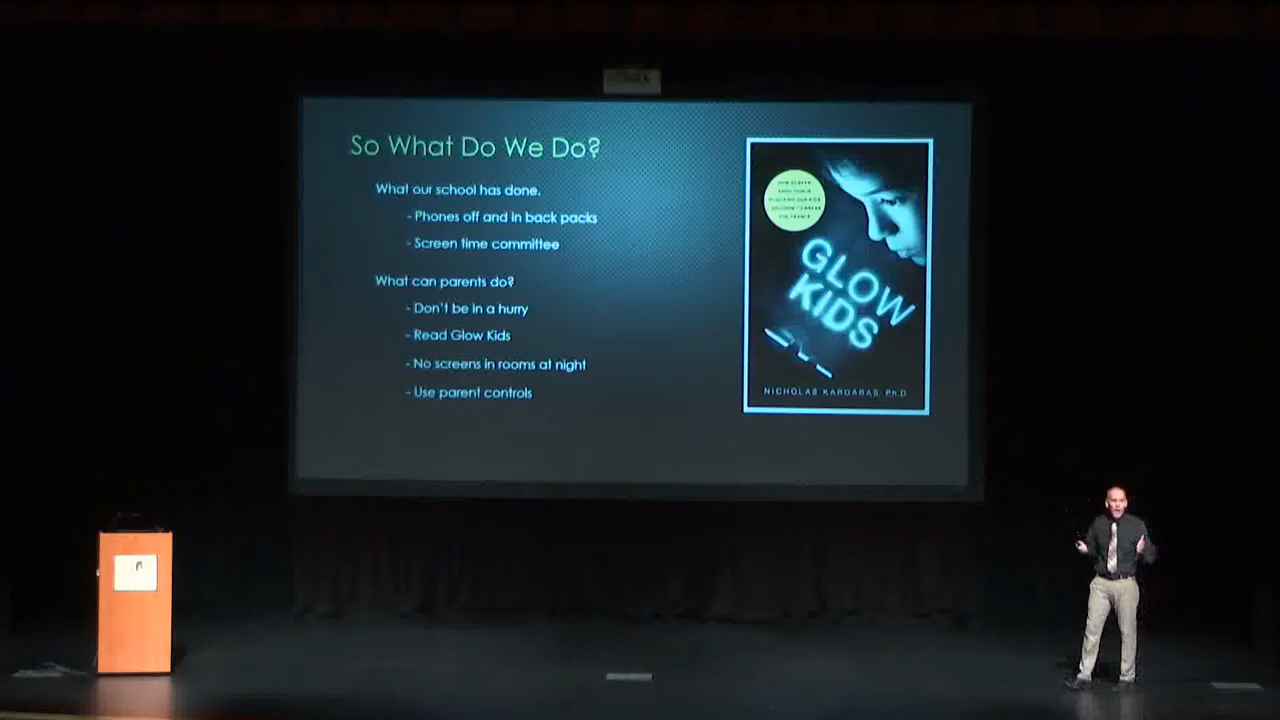 So What Do We Do?
What our school has done.
- Phones off and in back packs
- Screen time committee
What can parents do?
- Don't be in a hurry
- Read Glow Kids
- No screens in rooms at night
- Use parent controls
GLOW
KIDS
NICHOLAS KARDARAS, Ph.D